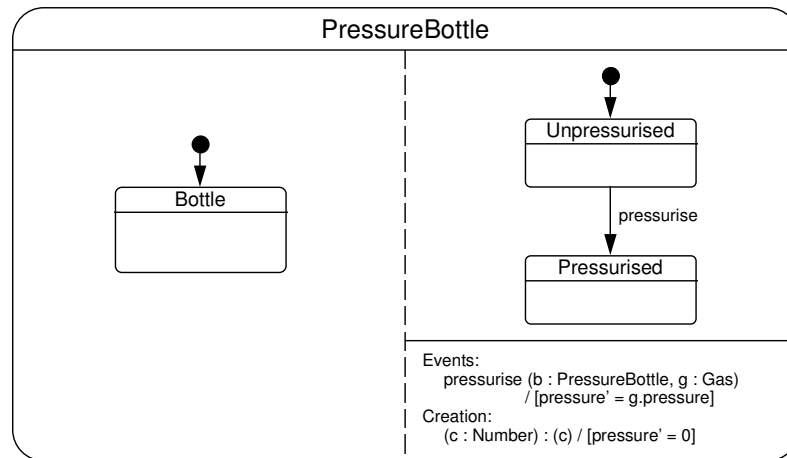 PressureBottle
Bottle
Unpressurised
pressurise
Pressurised
Events:
pressurise (b : PressureBottle, g : Gas)
/ [pressure’ = g.pressure]
Creation:
(c : Number) : (c) / [pressure’ = 0]